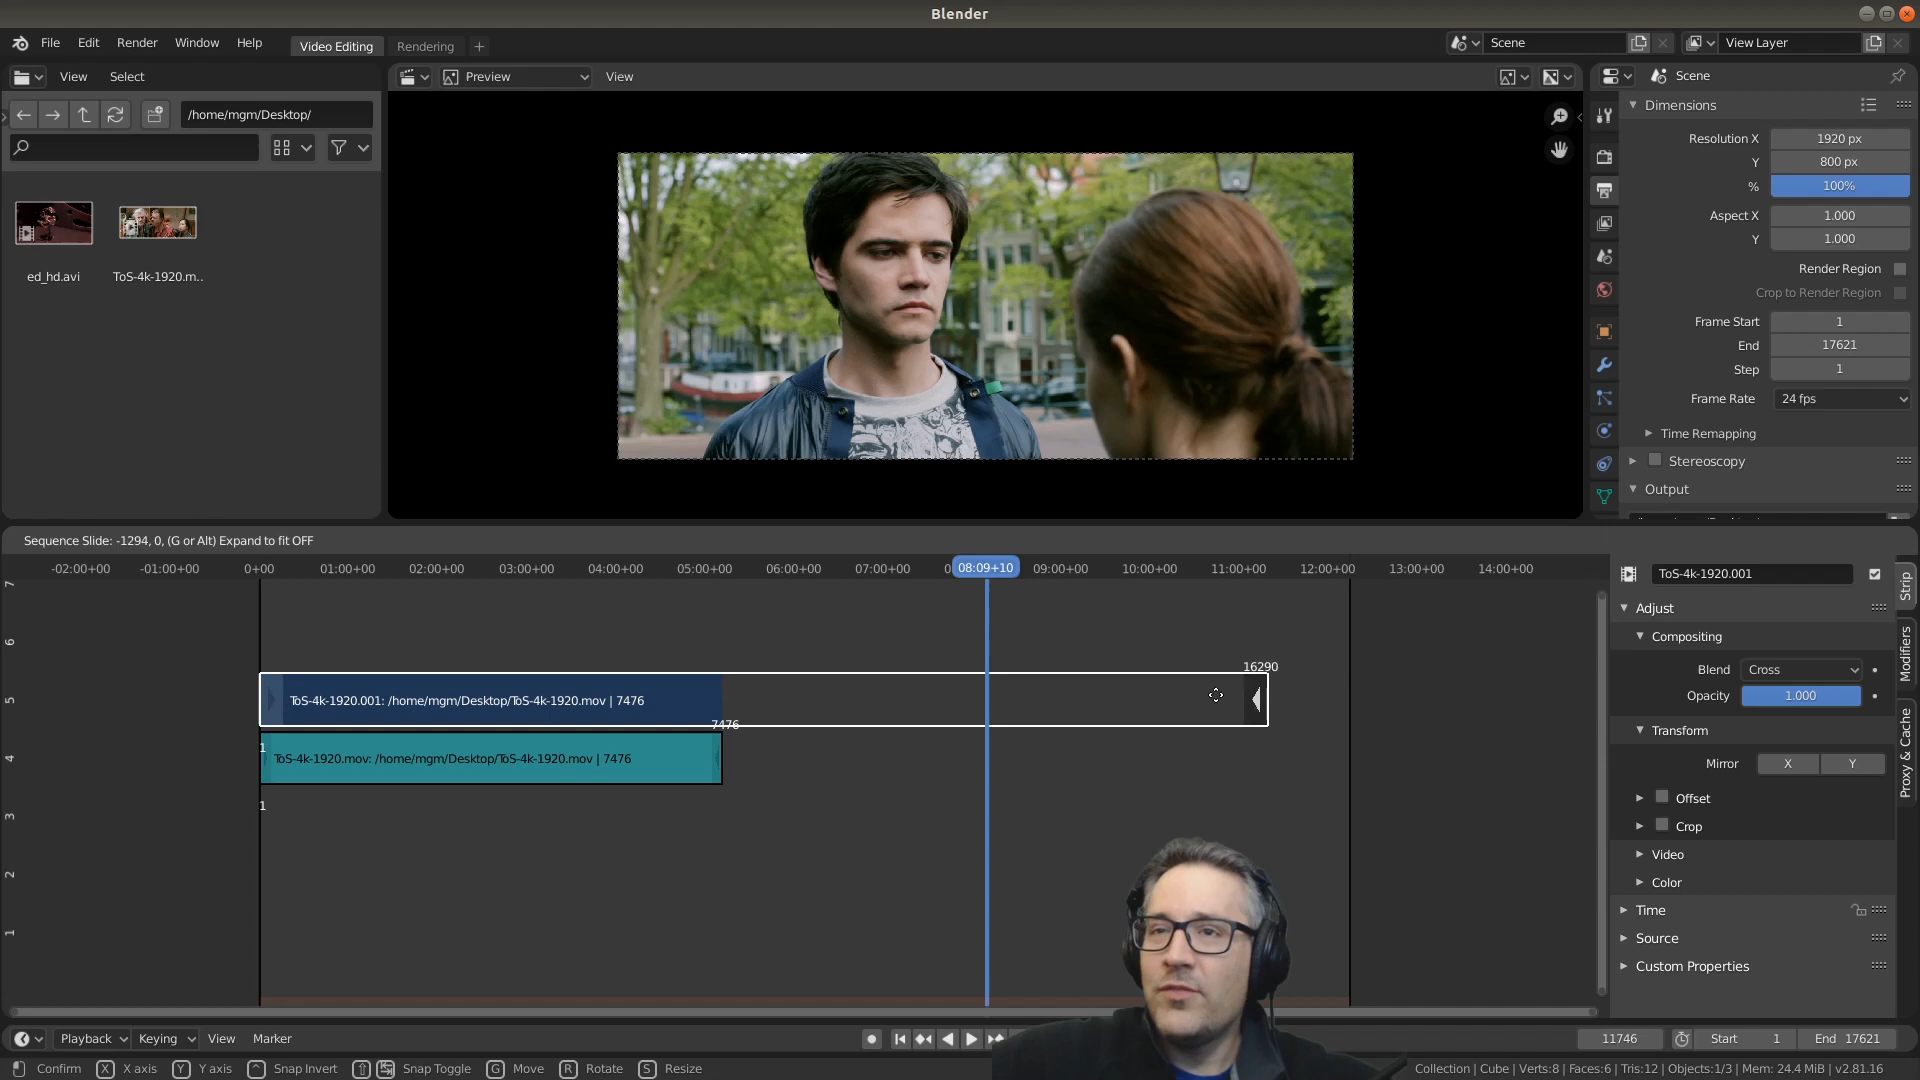 Blender
File Edit Render Window Help Video Editing Rendering + Scene View Layer
View Select Preview View Scene
/home/mgm/Desktop/
ed_hd.avi ToS-4k-1920.m..
Dimensions
Resolution X 1920 px
Y 800 px
% 100%
Aspect X 1.000
Y 1.000
Render Region
Crop to Render Region
Frame Start 1
End 17621
Step 1
Frame Rate 24 fps
Time Remapping
Stereoscopy
Output
Sequence Slide: -1294, 0, (G or Alt) Expand to fit OFF
-02:00+00 -01:00+00 0+00 01:00+00 02:00+00 03:00+00 04:00+00 05:00+00 06:00+00 07:00+00 08:09+10 09:00+00 10:00+00 11:00+00 12:00+00 13:00+00 14:00+00
7
6
5
4
3
2
1
16290
ToS-4k-1920.001: /home/mgm/Desktop/ToS-4k-1920.mov | 7476
7476
1
ToS-4k-1920.mov: /home/mgm/Desktop/ToS-4k-1920.mov | 7476
1
ToS-4k-1920.001
Adjust
Compositing
Blend Cross
Opacity 1.000
Transform
Mirror X Y
Offset
Crop
Video
Color
Time
Source
Custom Properties
Strip
Modifiers
Proxy & Cache
Playback Keying View Marker 11746 Start 1 End 17621
Confirm X X axis Y Y axis ^ Snap Invert Snap Toggle G Move R Rotate S Resize Collection | Cube | Verts:8 | Faces:6 | Tris:12 | Objects:1/3 | Mem: 24.4 MiB | v2.81.16